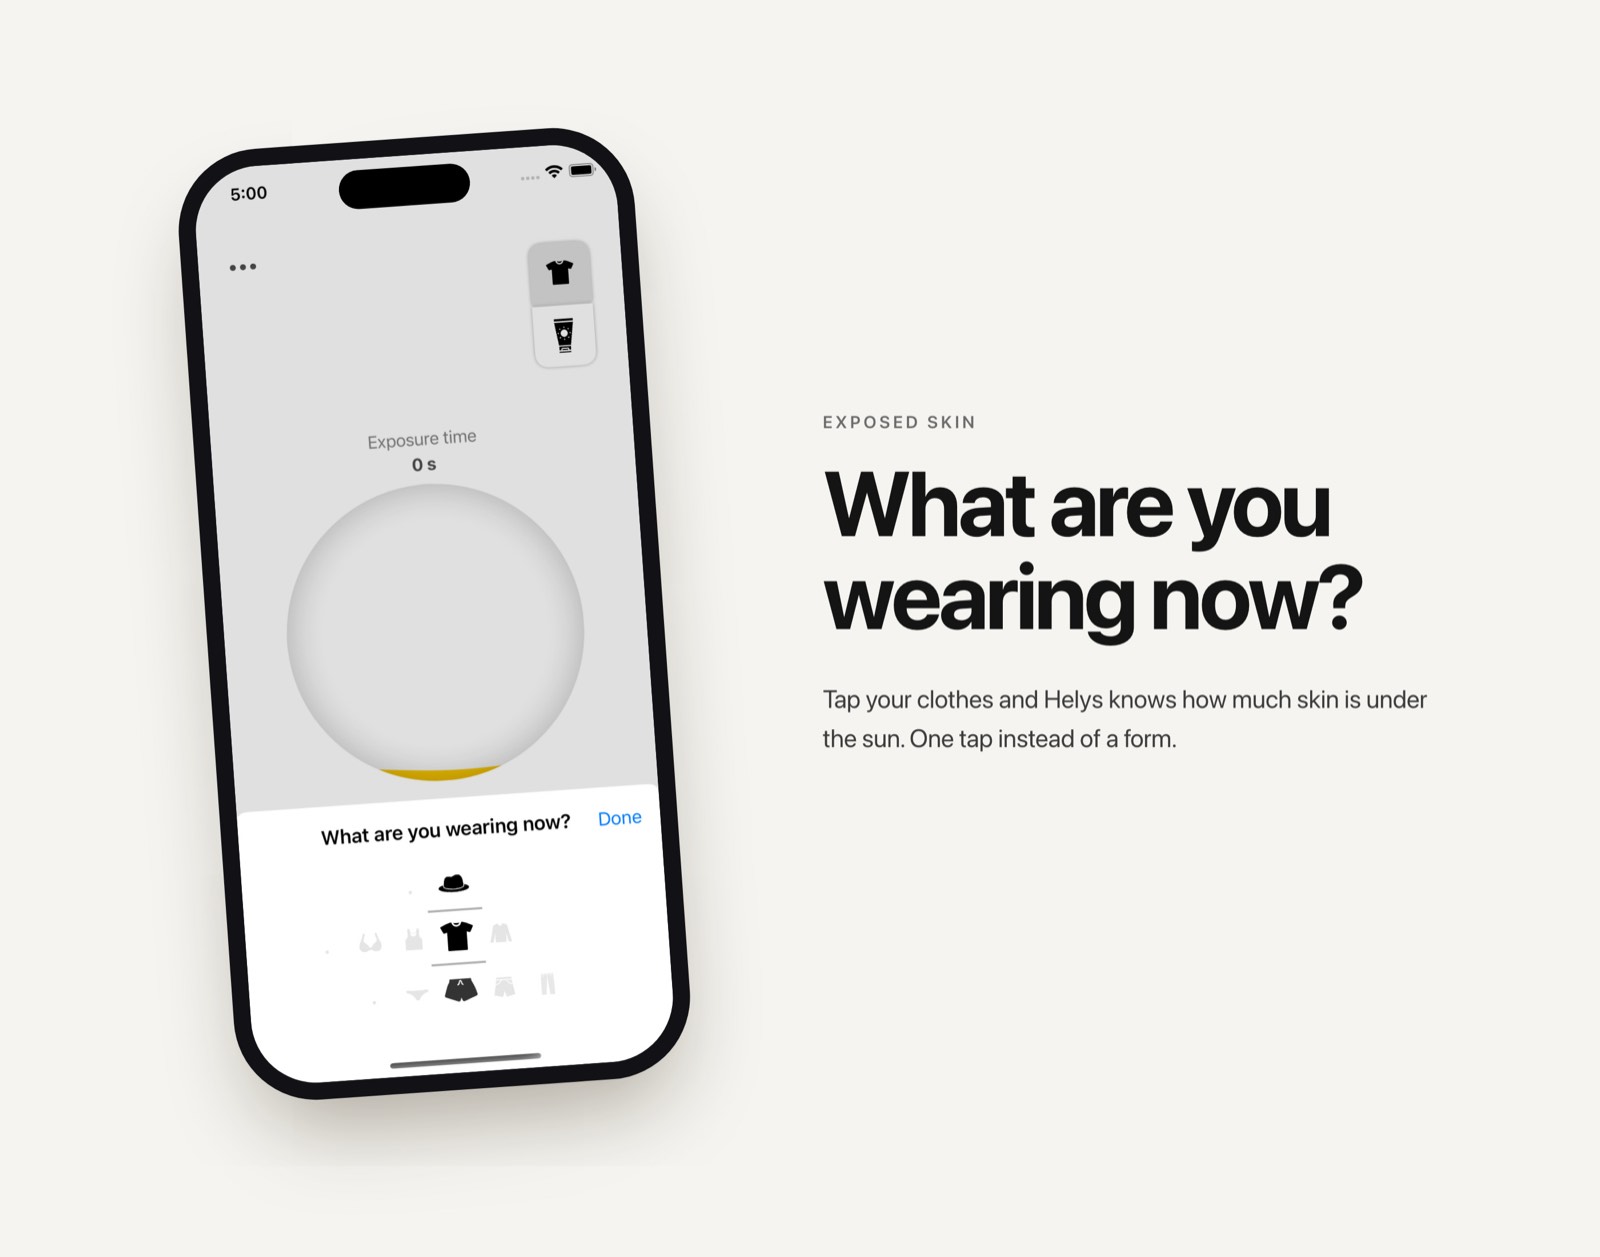 5:00
Exposure time
0 s
What are you wearing now?
Done
EXPOSED SKIN
What are you
wearing now?
Tap your clothes and Helys knows how much skin is under
the sun. One tap instead of a form.